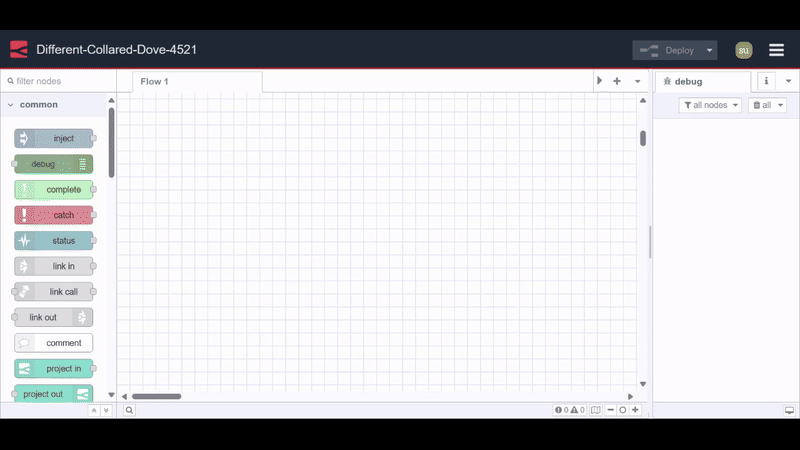 Different-Collared-Dove-4521
Deploy
su
filter nodes
Flow 1
debug
i
common
all nodes
all
inject
debug
complete
catch
status
link in
link call
link out
comment
project in
project out
0 0